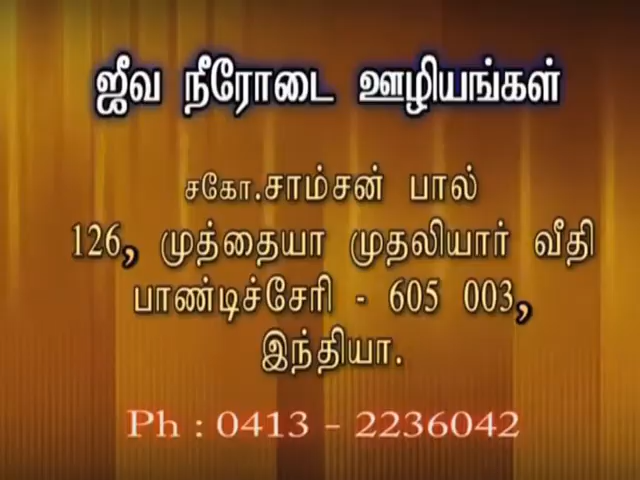 ஜீவ நீரோடை ஊழியங்கள்
சகோ.சாம்சன் பால்
126, முத்தையா முதலியார் வீதி
பாண்டிச்சேரி - 605 003,
இந்தியா.
Ph : 0413 - 2236042